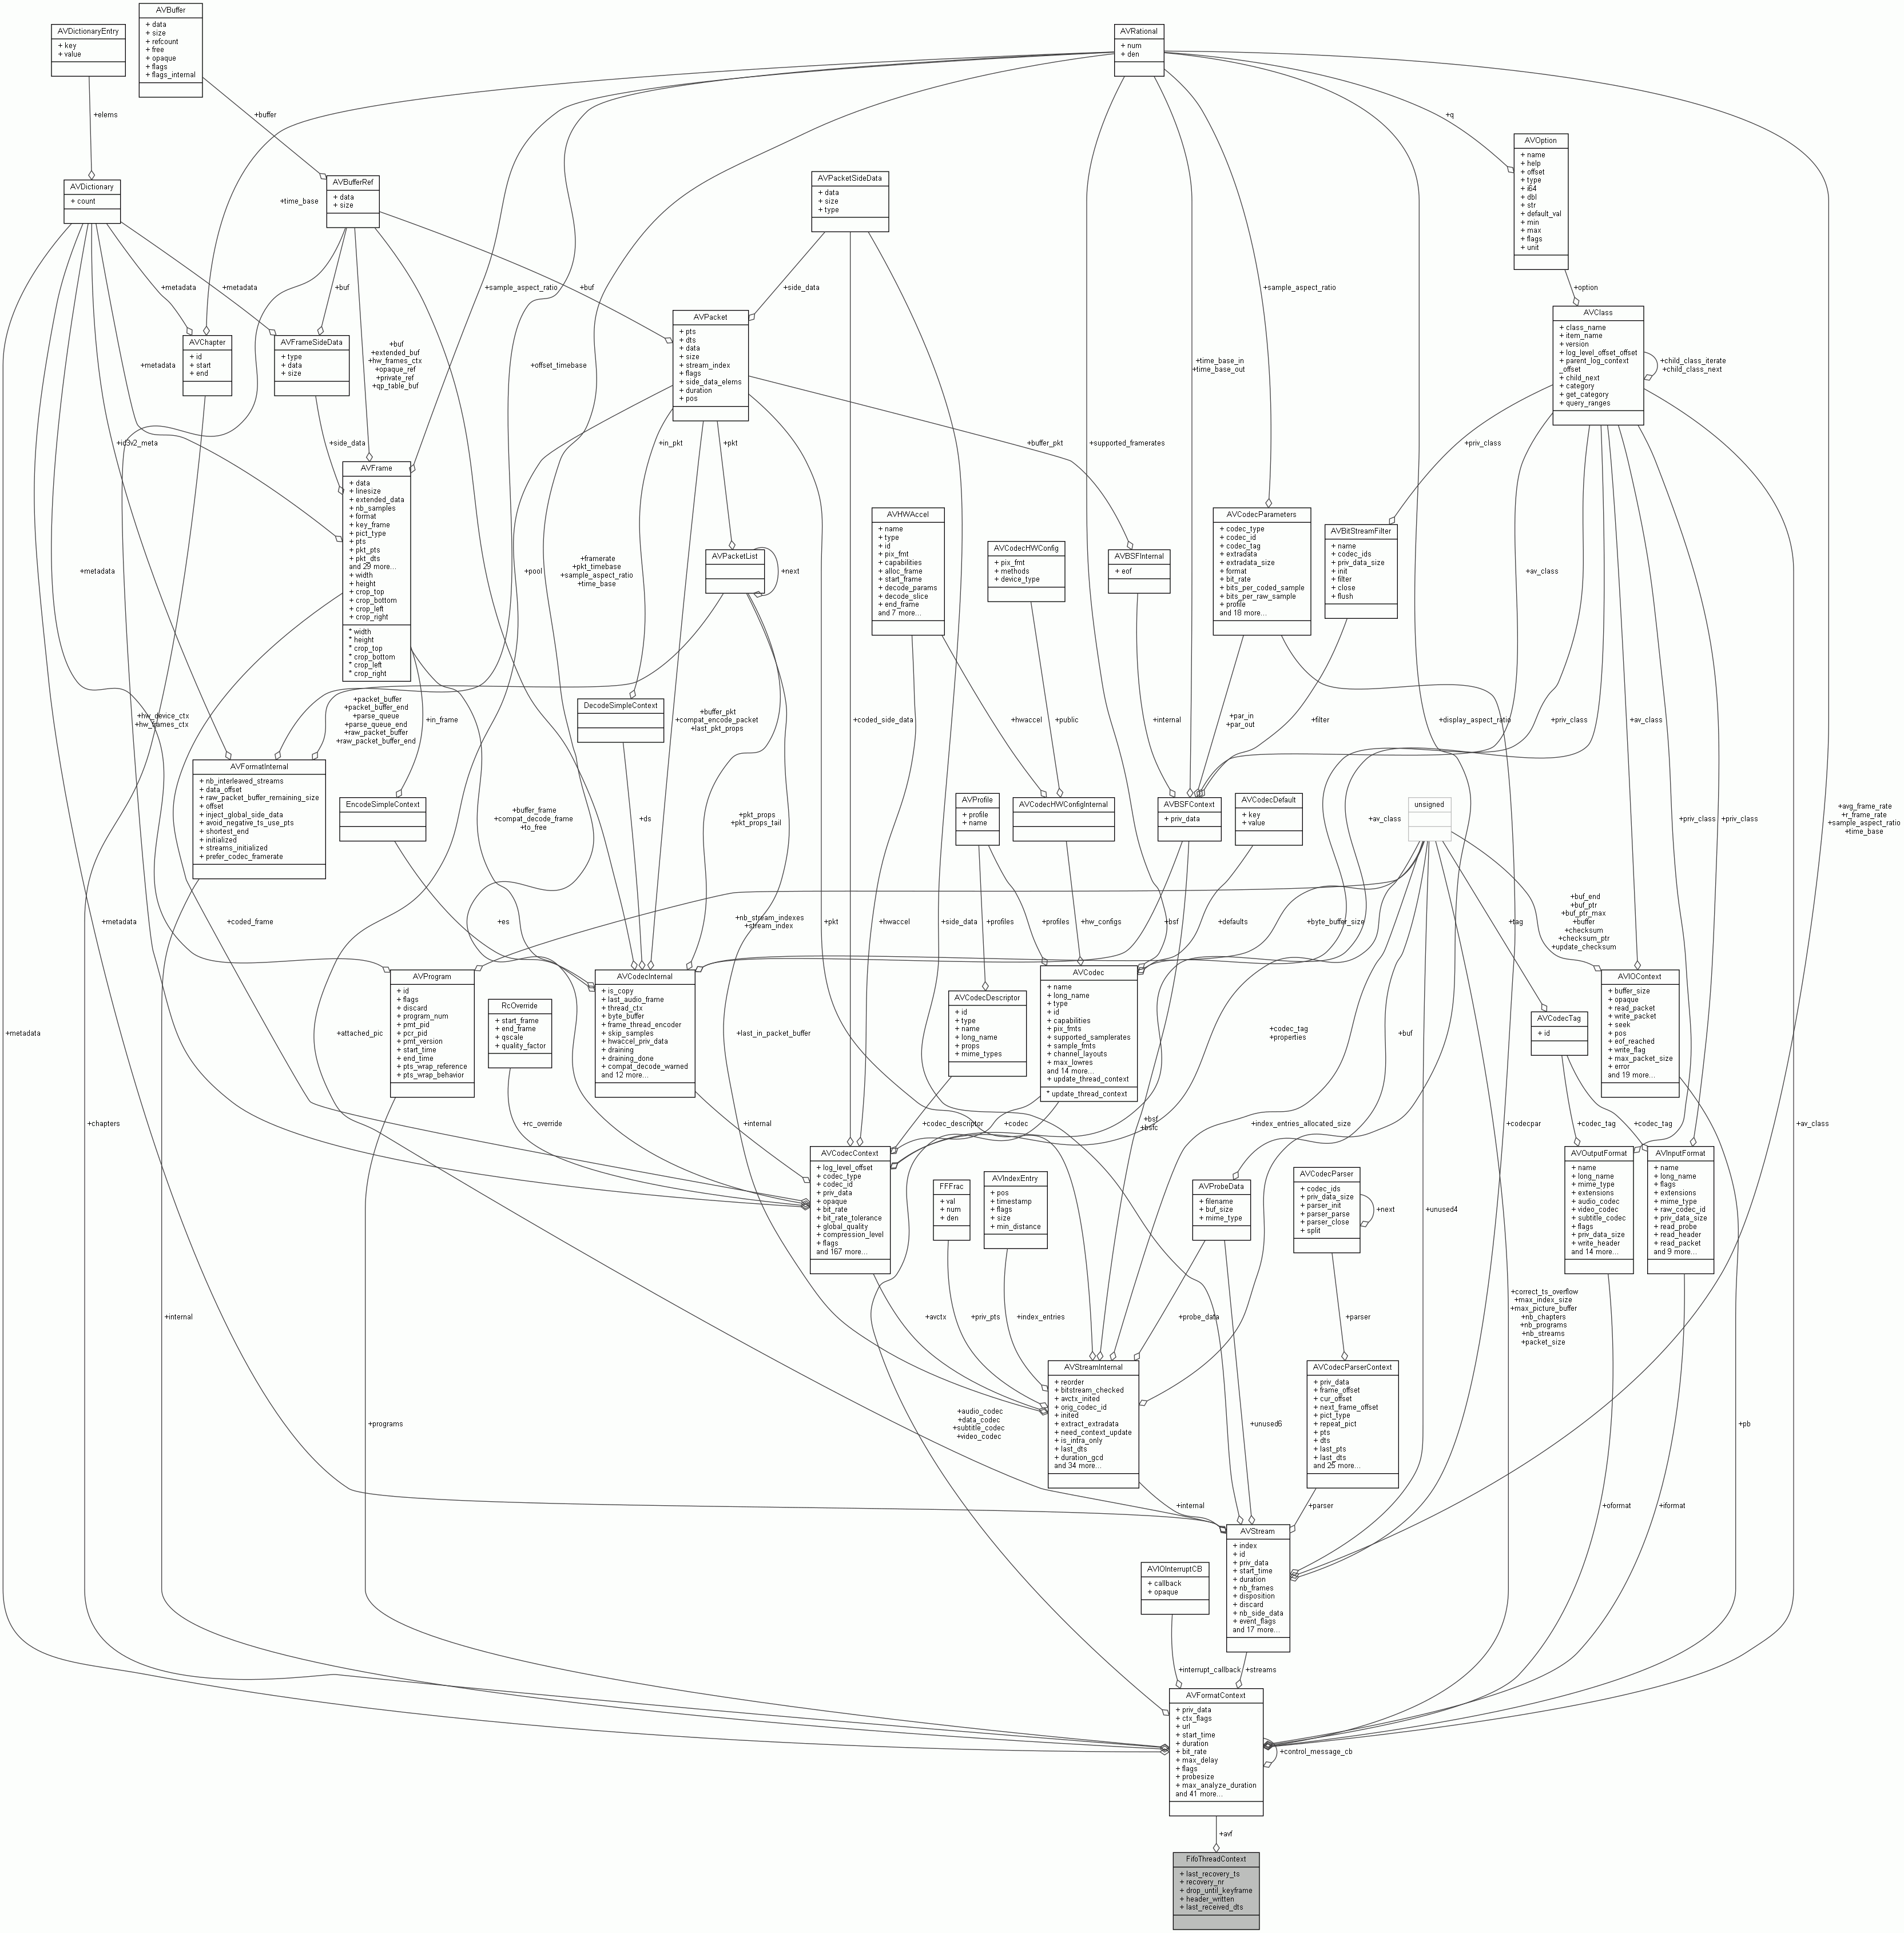 AVBuffer
+ data
+ size
+ refcount
+ free
+ opaque
+ flags
+ flags_internal
AVDictionaryEntry
+ key
+ value
AVRational
+ num
+ den
+elems
+buffer
+q
AVOption
+ name
+ help
+ offset
+ type
+ i64
+ dbl
+ str
+ default_val
+ min
+ max
+ flags
+ unit
AVDictionary
+ count
AVBufferRef
+ data
+ size
AVPacketSideData
+ data
+ size
+ type
+time_base
+metadata
+metadata
+buf
+sample_aspect_ratio
+buf
+side_data
+sample_aspect_ratio
+option
AVClass
+ class_name
+ item_name
+ version
+ log_level_offset_offset
+ parent_log_context
_offset
+ child_next
+ category
+ get_category
+ query_ranges
+child_class_iterate
+child_class_next
AVPacket
+ pts
+ dts
+ data
+ size
+ stream_index
+ flags
+ side_data_elems
+ duration
+ pos
AVChapter
+ id
+ start
+ end
AVFrameSideData
+ type
+ data
+ size
+buf
+extended_buf
+hw_frames_ctx
+opaque_ref
+private_ref
+qp_table_buf
+metadata
+offset_timebase
+time_base_in
+time_base_out
+id3v2_meta
+side_data
+in_pkt
+pkt
+buffer_pkt
+supported_framerates
+priv_class
AVFrame
+ data
+ linesize
+ extended_data
+ nb_samples
+ format
+ key_frame
+ pict_type
+ pts
+ pkt_pts
+ pkt_dts
and 29 more...
+ width
+ height
+ crop_top
+ crop_bottom
+ crop_left
+ crop_right
* width
* height
* crop_top
* crop_bottom
* crop_left
* crop_right
AVHWAccel
+ name
+ type
+ id
+ pix_fmt
+ capabilities
+ alloc_frame
+ start_frame
+ decode_params
+ decode_slice
+ end_frame
and 7 more...
AVCodecParameters
+ codec_type
+ codec_id
+ codec_tag
+ extradata
+ extradata_size
+ format
+ bit_rate
+ bits_per_coded_sample
+ bits_per_raw_sample
+ profile
and 18 more...
AVBitStreamFilter
+ name
+ codec_ids
+ priv_data_size
+ init
+ filter
+ close
+ flush
AVCodecHWConfig
+ pix_fmt
+ methods
+ device_type
AVBSFInternal
+ eof
AVPacketList
+next
+metadata
+pool
+framerate
+pkt_timebase
+sample_aspect_ratio
+time_base
+av_class
+hw_device_ctx
+hw_frames_ctx
+packet_buffer
+packet_buffer_end
+parse_queue
+parse_queue_end
+raw_packet_buffer
+raw_packet_buffer_end
+in_frame
DecodeSimpleContext
+buffer_pkt
+compat_encode_packet
+last_pkt_props
+coded_side_data
+hwaccel
+public
+internal
+par_in
+par_out
+filter
+display_aspect_ratio
+priv_class
+av_class
AVFormatInternal
+ nb_interleaved_streams
+ data_offset
+ raw_packet_buffer_remaining_size
+ offset
+ inject_global_side_data
+ avoid_negative_ts_use_pts
+ shortest_end
+ initialized
+ streams_initialized
+ prefer_codec_framerate
EncodeSimpleContext
+buffer_frame
+compat_decode_frame
+to_free
+ds
+pkt_props
+pkt_props_tail
AVProfile
+ profile
+ name
AVCodecHWConfigInternal
AVBSFContext
+ priv_data
AVCodecDefault
+ key
+ value
+av_class
unsigned
+priv_class
+priv_class
+avg_frame_rate
+r_frame_rate
+sample_aspect_ratio
+time_base
+metadata
+coded_frame
+es
+nb_stream_indexes
+stream_index
+pkt
+hwaccel
+side_data
+profiles
+profiles
+hw_configs
+bsf
+defaults
+byte_buffer_size
+tag
+buf_end
+buf_ptr
+buf_ptr_max
+buffer
+checksum
+checksum_ptr
+update_checksum
AVProgram
+ id
+ flags
+ discard
+ program_num
+ pmt_pid
+ pcr_pid
+ pmt_version
+ start_time
+ end_time
+ pts_wrap_reference
+ pts_wrap_behavior
RcOverride
+ start_frame
+ end_frame
+ qscale
+ quality_factor
AVCodecInternal
+ is_copy
+ last_audio_frame
+ thread_ctx
+ byte_buffer
+ frame_thread_encoder
+ skip_samples
+ hwaccel_priv_data
+ draining
+ draining_done
+ compat_decode_warned
and 12 more...
AVCodecDescriptor
+ id
+ type
+ name
+ long_name
+ props
+ mime_types
AVCodec
+ name
+ long_name
+ type
+ id
+ capabilities
+ pix_fmts
+ supported_samplerates
+ sample_fmts
+ channel_layouts
+ max_lowres
and 14 more...
+ update_thread_context
* update_thread_context
AVCodecTag
+ id
AVIOContext
+ buffer_size
+ opaque
+ read_packet
+ write_packet
+ seek
+ pos
+ eof_reached
+ write_flag
+ max_packet_size
+ error
and 19 more...
+metadata
+attached_pic
+last_in_packet_buffer
+codec_tag
+properties
+buf
+chapters
+rc_override
+internal
+codec_descriptor
+codec
+bsf
+bsfc
+index_entries_allocated_size
+unused4
+codecpar
+codec_tag
+codec_tag
+av_class
AVCodecContext
+ log_level_offset
+ codec_type
+ codec_id
+ priv_data
+ opaque
+ bit_rate
+ bit_rate_tolerance
+ global_quality
+ compression_level
+ flags
and 167 more...
FFFrac
+ val
+ num
+ den
AVIndexEntry
+ pos
+ timestamp
+ flags
+ size
+ min_distance
AVProbeData
+ filename
+ buf_size
+ mime_type
AVCodecParser
+ codec_ids
+ priv_data_size
+ parser_init
+ parser_parse
+ parser_close
+ split
+next
AVOutputFormat
+ name
+ long_name
+ mime_type
+ extensions
+ audio_codec
+ video_codec
+ subtitle_codec
+ flags
+ priv_data_size
+ write_header
and 14 more...
AVInputFormat
+ name
+ long_name
+ flags
+ extensions
+ mime_type
+ raw_codec_id
+ priv_data_size
+ read_probe
+ read_header
+ read_packet
and 9 more...
+internal
+avctx
+priv_pts
+index_entries
+probe_data
+parser
+correct_ts_overflow
+max_index_size
+max_picture_buffer
+nb_chapters
+nb_programs
+nb_streams
+packet_size
AVStreamInternal
+ reorder
+ bitstream_checked
+ avctx_inited
+ orig_codec_id
+ inited
+ extract_extradata
+ need_context_update
+ is_intra_only
+ last_dts
+ duration_gcd
and 34 more...
AVCodecParserContext
+ priv_data
+ frame_offset
+ cur_offset
+ next_frame_offset
+ pict_type
+ repeat_pict
+ pts
+ dts
+ last_pts
+ last_dts
and 25 more...
+programs
+audio_codec
+data_codec
+subtitle_codec
+video_codec
+unused6
+pb
+internal
+parser
+oformat
+iformat
AVStream
+ index
+ id
+ priv_data
+ start_time
+ duration
+ nb_frames
+ disposition
+ discard
+ nb_side_data
+ event_flags
and 17 more...
AVIOInterruptCB
+ callback
+ opaque
+interrupt_callback
+streams
AVFormatContext
+ priv_data
+ ctx_flags
+ url
+ start_time
+ duration
+ bit_rate
+ max_delay
+ flags
+ probesize
+ max_analyze_duration
and 41 more...
+control_message_cb
+avf
FifoThreadContext
+ last_recovery_ts
+ recovery_nr
+ drop_until_keyframe
+ header_written
+ last_received_dts